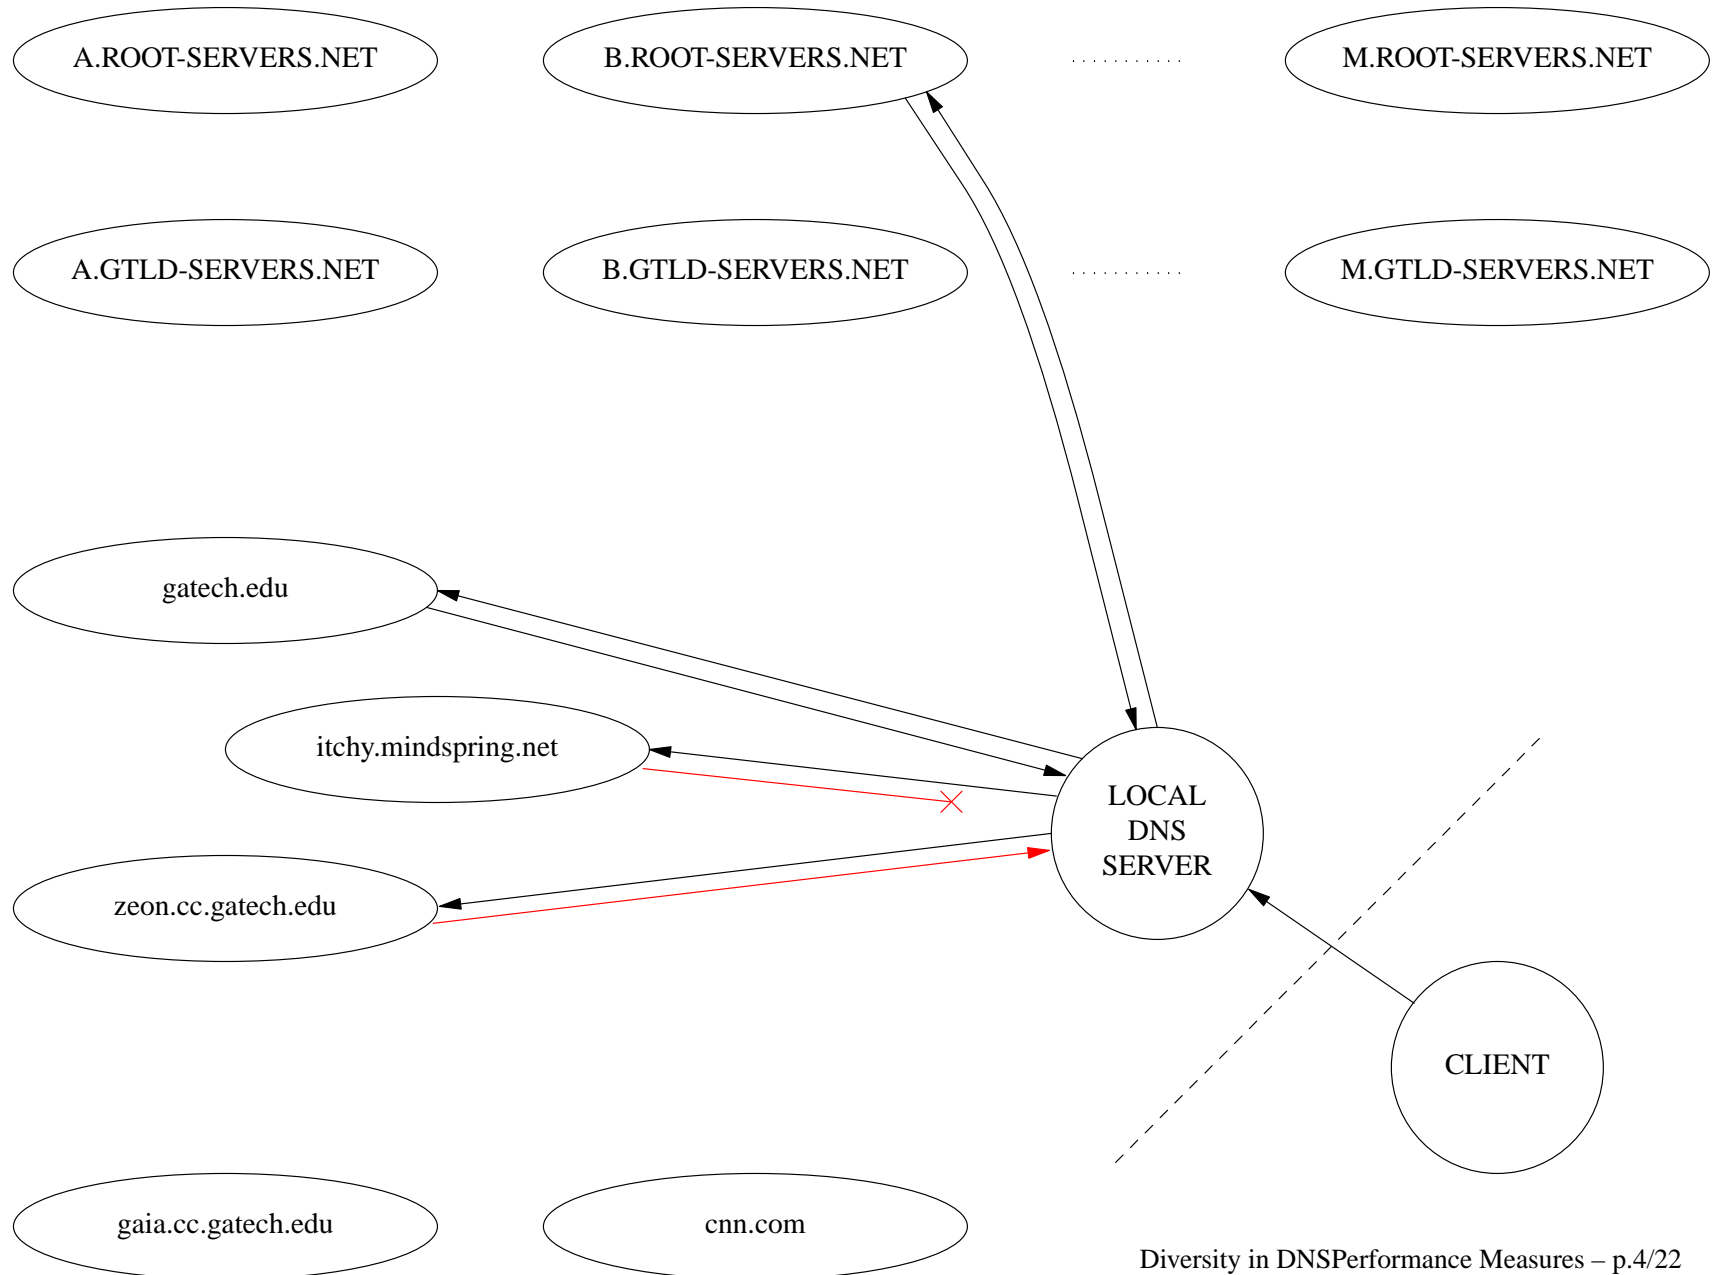 A.ROOT-SERVERS.NET
B.ROOT-SERVERS.NET
M.ROOT-SERVERS.NET
A.GTLD-SERVERS.NET
B.GTLD-SERVERS.NET
M.GTLD-SERVERS.NET
gatech.edu
itchy.mindspring.net
LOCAL
DNS
SERVER
zeon.cc.gatech.edu
CLIENT
gaia.cc.gatech.edu
cnn.com
Diversity in DNSPerformance Measures – p.4/22